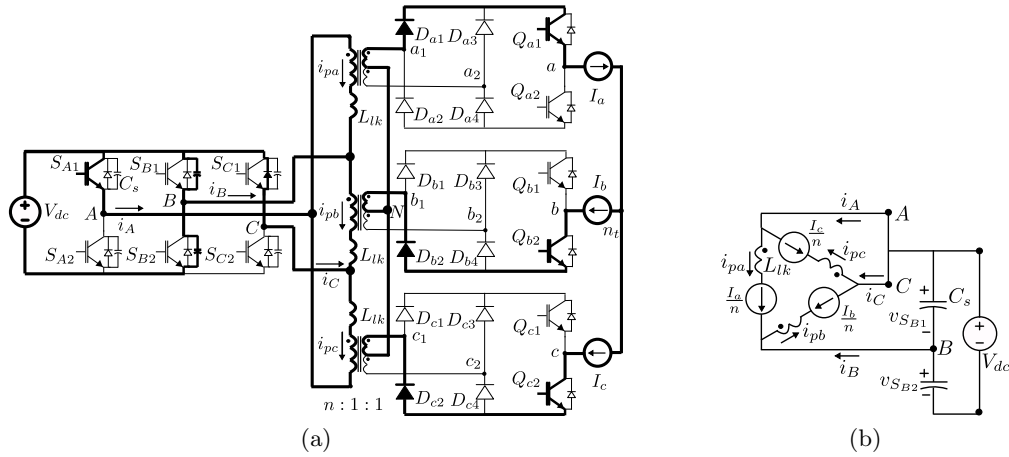 D_{a1} D_{a3} Q_{a1}
a_1 a I_a
i_{pa} a_2
Q_{a2}
L_{lk} D_{a2} D_{a4}
S_{A1} S_{B1} S_{C1}
V_{dc} C_s i_B
A B C
i_A
S_{A2} S_{B2} S_{C2}
i_C
D_{b1} D_{b3} Q_{b1} I_b
i_{pb} N b_1 b_2 b n_t
L_{lk} D_{b2} D_{b4} Q_{b2}
L_{lk} D_{c1} D_{c3} Q_{c1}
i_{pc} c_1 c_2 c
Q_{c2} I_c
D_{c2} D_{c4}
n : 1 : 1
(a)
i_A A
I_c/n i_{pc}
i_{pa} L_{lk}
i_C C
I_a/n I_b/n i_{pb}
+ C_s
v_{S_{B1}} −
+ − V_{dc}
i_B B
+ v_{S_{B2}} −
(b)